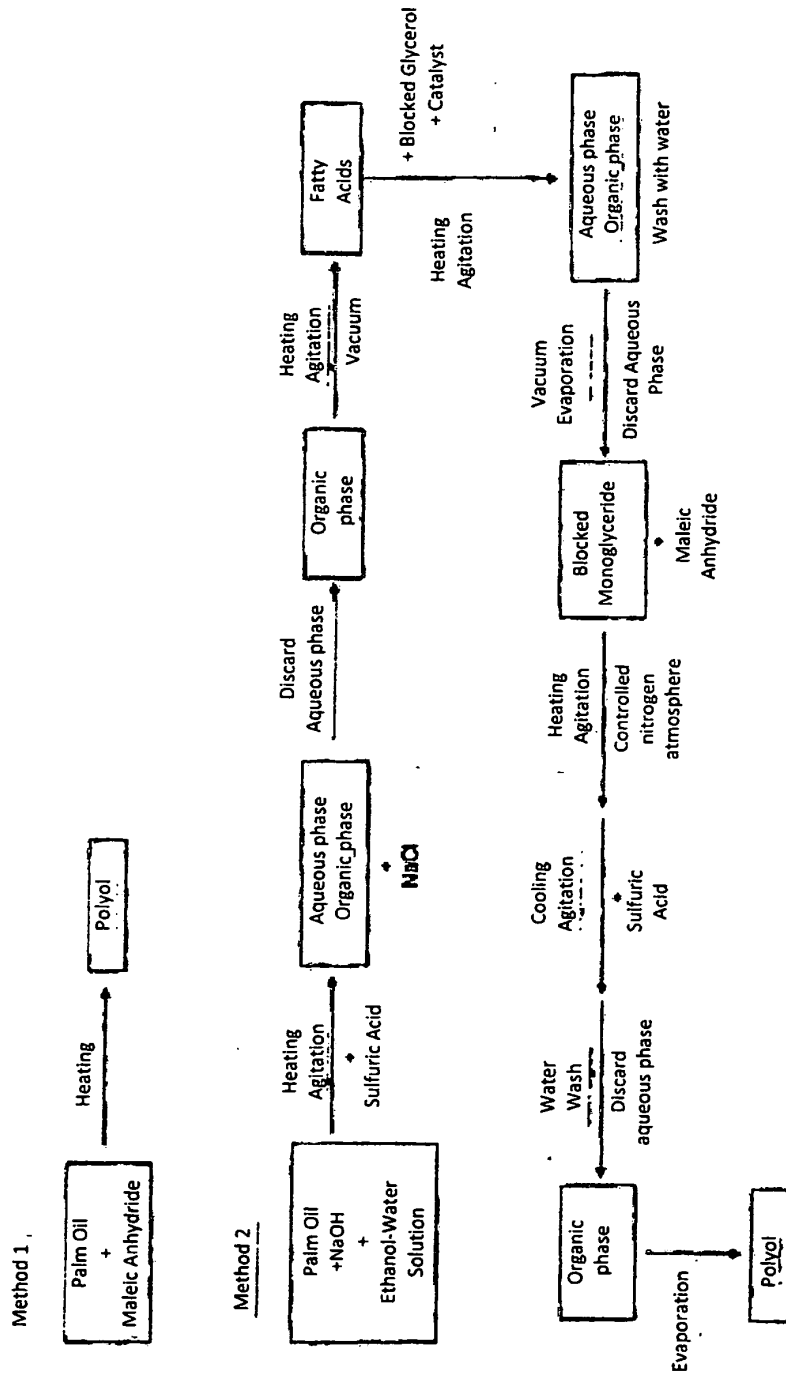 Method 1
Palm Oil
+
Maleic Anhydride
Heating
Polyol
Method 2
Palm Oil
+NaOH
+
Ethanol-Water
Solution
Heating
Agitation
+
Sulfuric Acid
Aqueous phase
Organic phase
+
NaCl
Discard
Aqueous phase
Organic
phase
Heating
Agitation
Vacuum
Fatty
Acids
+ Blocked Glycerol
+ Catalyst
Heating
Agitation
Aqueous phase
Organic phase
Wash with water
Vacuum
Evaporation
Discard Aqueous
Phase
Blocked
Monoglyceride
+
Maleic
Anhydride
Heating
Agitation
Controlled
nitrogen
atmosphere
Cooling
Agitation
+
Sulfuric
Acid
Water
Wash
Discard
aqueous phase
Organic
phase
Evaporation
Polyol